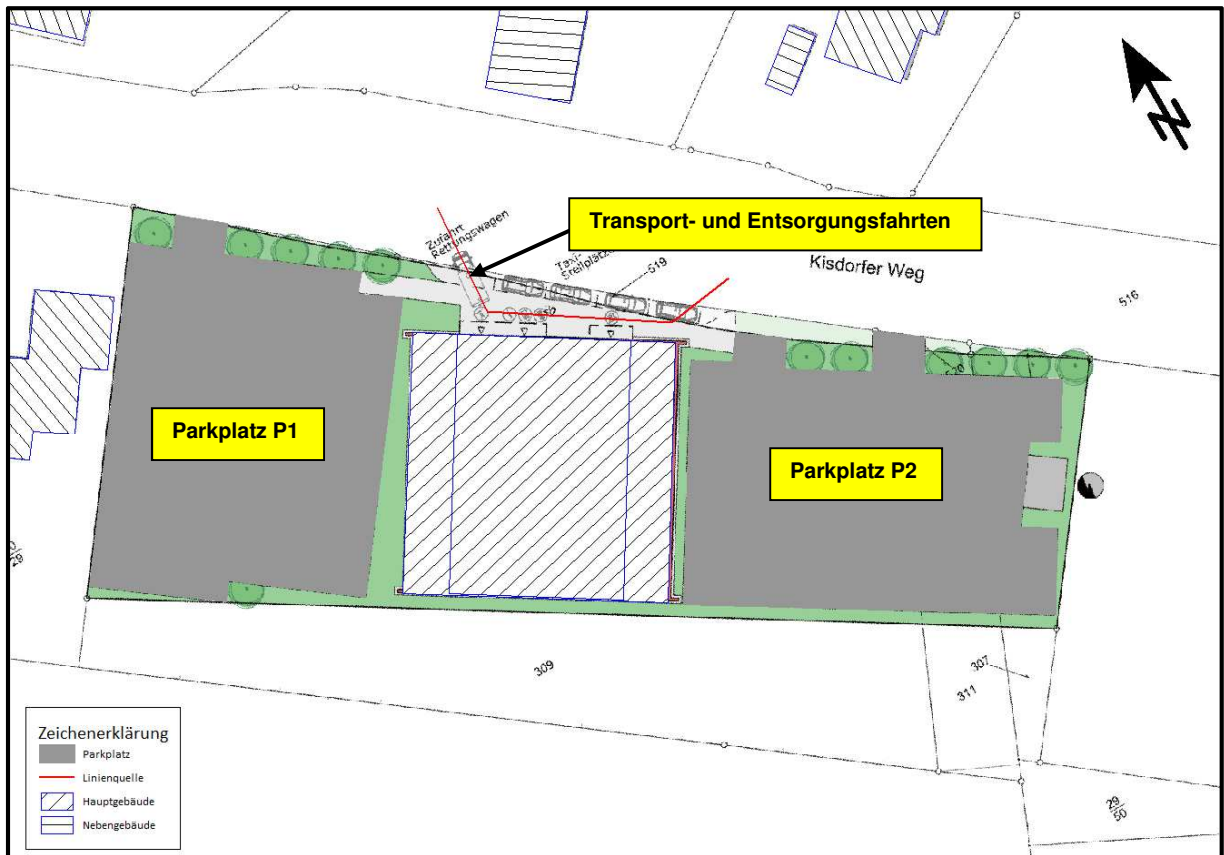 Zufahrt
Rettungswagen
Transport- und Entsorgungsfahrten
Taxi-
519
Kisdorfer Weg
516
Parkplatz P1
Parkplatz P2
309
307
311
Zeichenerklärung
Parkplatz
Linienquelle
Hauptgebäude
Nebengebäude
29
50